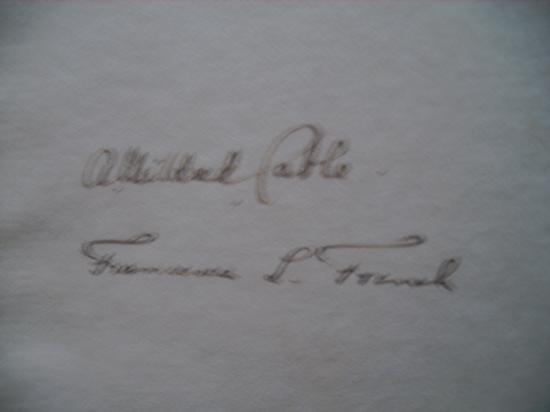 A. Mildred Cable
Francesca L. French